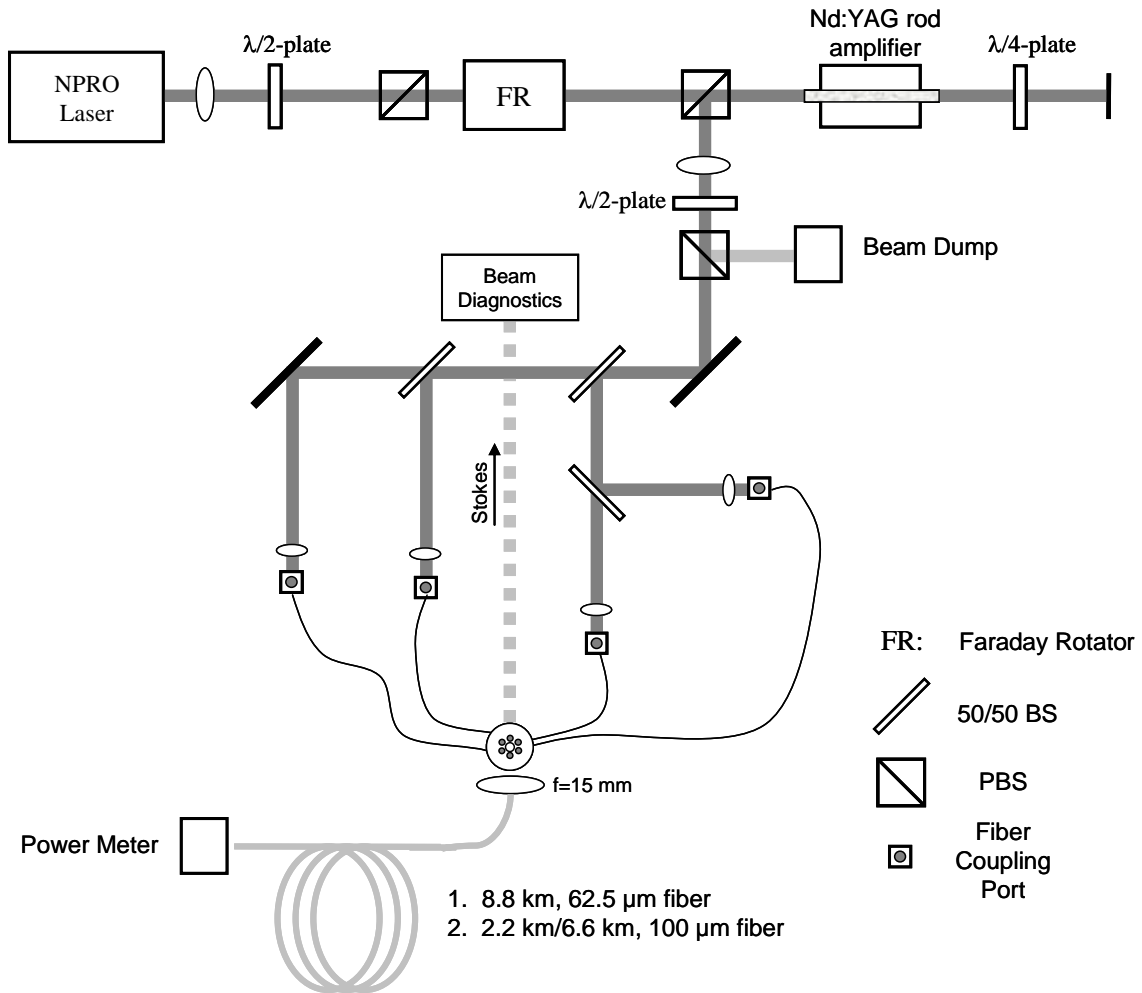 Nd:YAG rod
amplifier
λ/2-plate
λ/4-plate
NPRO
Laser
FR
λ/2-plate
Beam Dump
Beam
Diagnostics
Stokes
FR: Faraday Rotator
50/50 BS
f=15 mm
PBS
Power Meter
Fiber
Coupling
Port
1. 8.8 km, 62.5 μm fiber
2. 2.2 km/6.6 km, 100 μm fiber